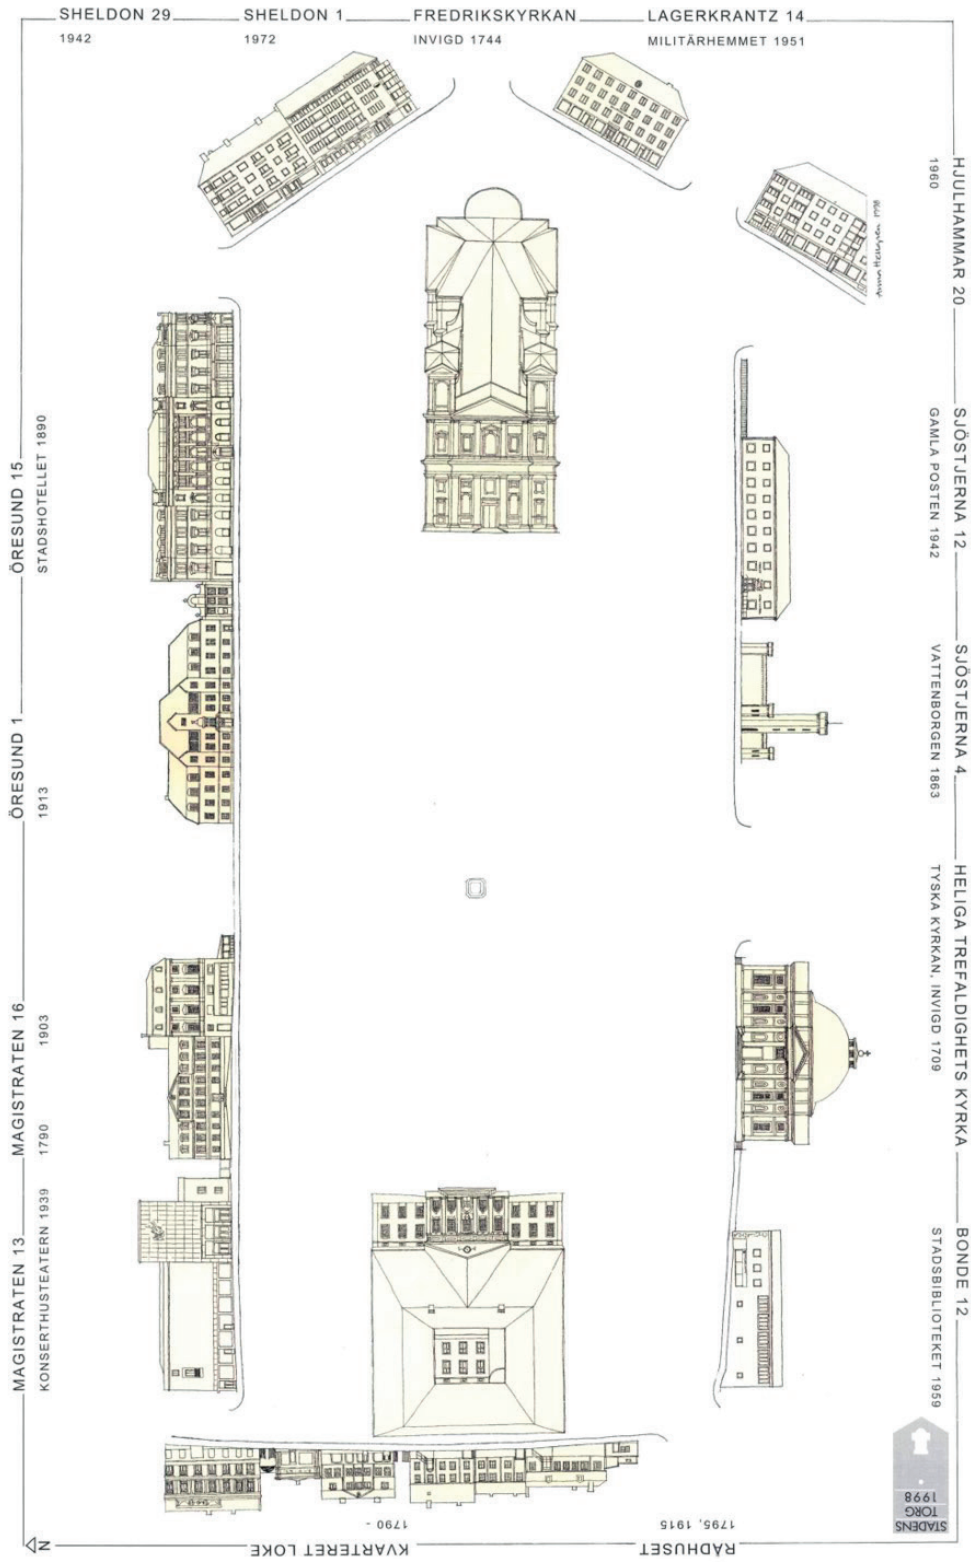 SHELDON 29
1942
SHELDON 1
1972
FREDRIKSKYRKAN
INVIGD 1744
LAGERKRANTZ 14
MILITÄRHEMMET 1951
HJULHAMMAR 20
1960
SJÖSTJERNA 12
GAMLA POSTEN 1942
SJÖSTJERNA 4
VATTENBORGEN 1863
HELIGA TREFALDIGHETS KYRKA
TYSKA KYRKAN, INVIGD 1709
BONDE 12
STADSBIBLIOTEKET 1959
STADENS
TORG
1998
RÅDHUSET
1795, 1915
KVARTERET LOKE
1790 -
N
MAGISTRATEN 13
KONSERTHUSTEATERN 1939
MAGISTRATEN 16
1790
1903
ÖRESUND 1
1913
ÖRESUND 15
STADSHOTELLET 1890